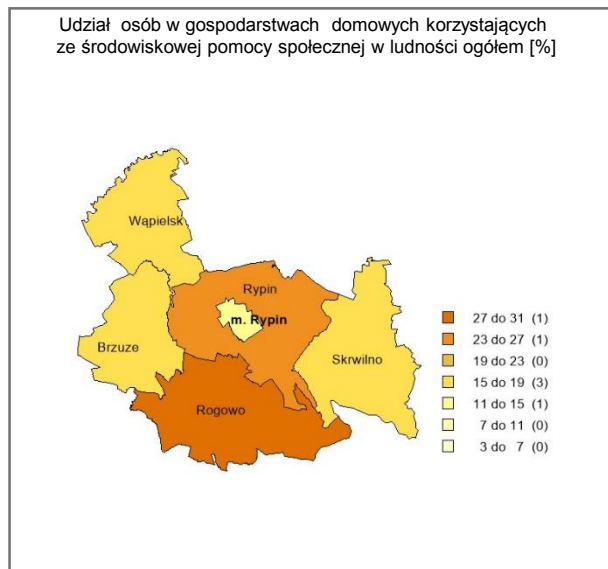 Udział osób w gospodarstwach domowych korzystających
ze środowiskowej pomocy społecznej w ludności ogółem [%]
Wąpielsk
Rypin
m. Rypin
Brzuze
Skrwilno
Rogowo
27 do 31 (1)
23 do 27 (1)
19 do 23 (0)
15 do 19 (3)
11 do 15 (1)
7 do 11 (0)
3 do 7 (0)